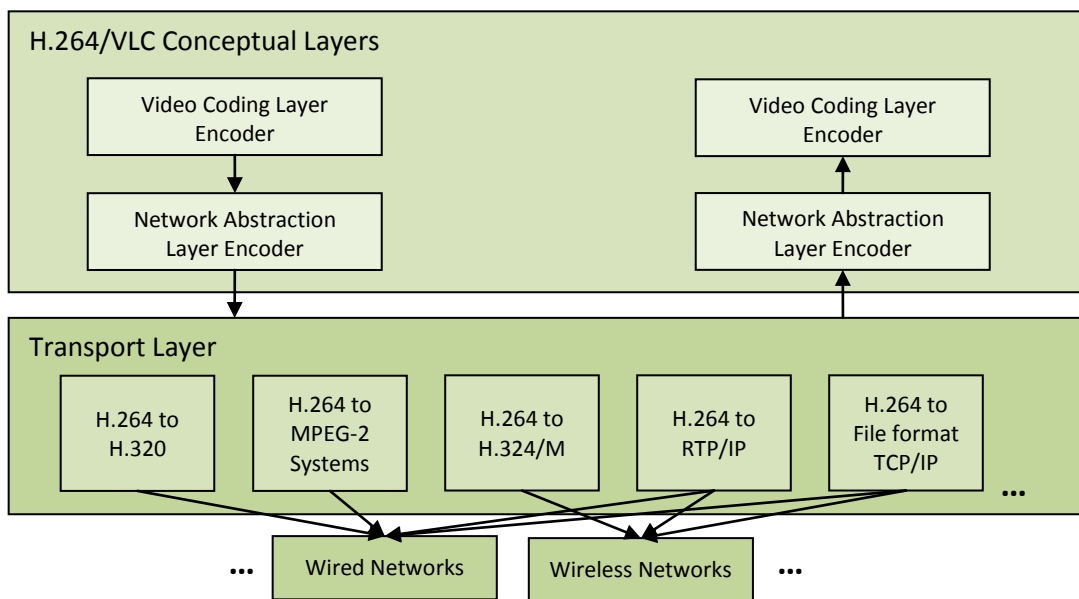 H.264/VLC Conceptual Layers
Video Coding Layer
Encoder
Video Coding Layer
Encoder
Network Abstraction
Layer Encoder
Network Abstraction
Layer Encoder
Transport Layer
H.264 to
H.320
H.264 to
MPEG-2
Systems
H.264 to
H.324/M
H.264 to
RTP/IP
H.264 to
File format
TCP/IP
...
...
Wired Networks
Wireless Networks
...